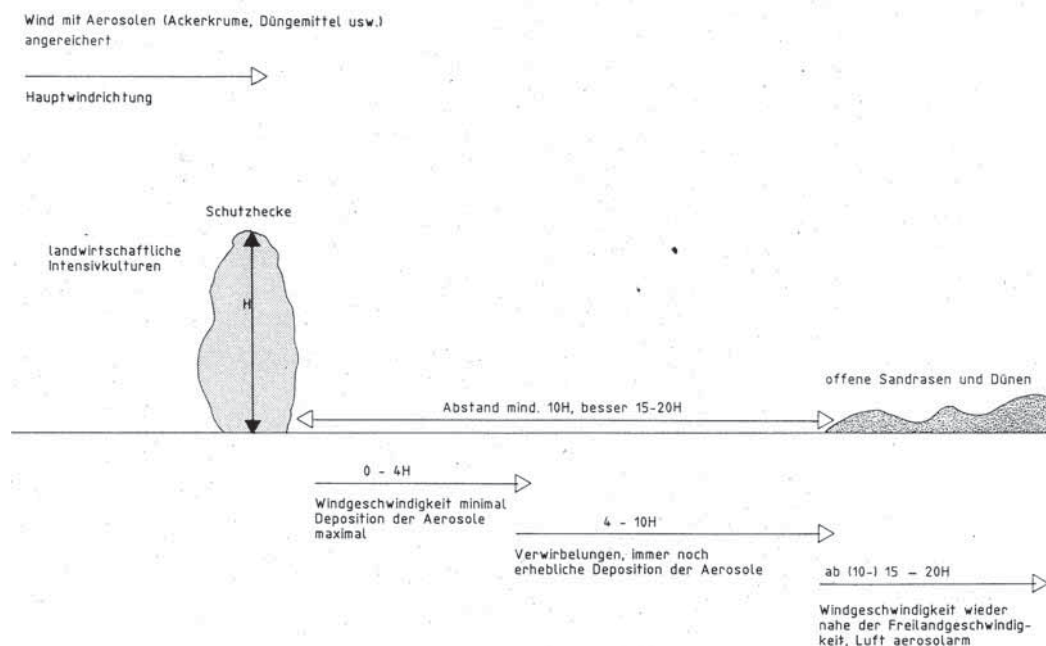 Wind mit Aerosolen (Ackerkrume, Düngemittel usw.)
angereichert
Hauptwindrichtung
Schutzhecke
landwirtschaftliche
Intensivkulturen
H
offene Sandrasen und Dünen
Abstand mind. 10H, besser 15-20H
0 - 4H
Windgeschwindigkeit minimal
Deposition der Aerosole
maximal
4 - 10H
Verwirbelungen, immer noch
erhebliche Deposition der Aerosole
ab (10-) 15 - 20H
Windgeschwindigkeit wieder
nahe der Freilandgeschwindig-
keit, Luft aerosolarm